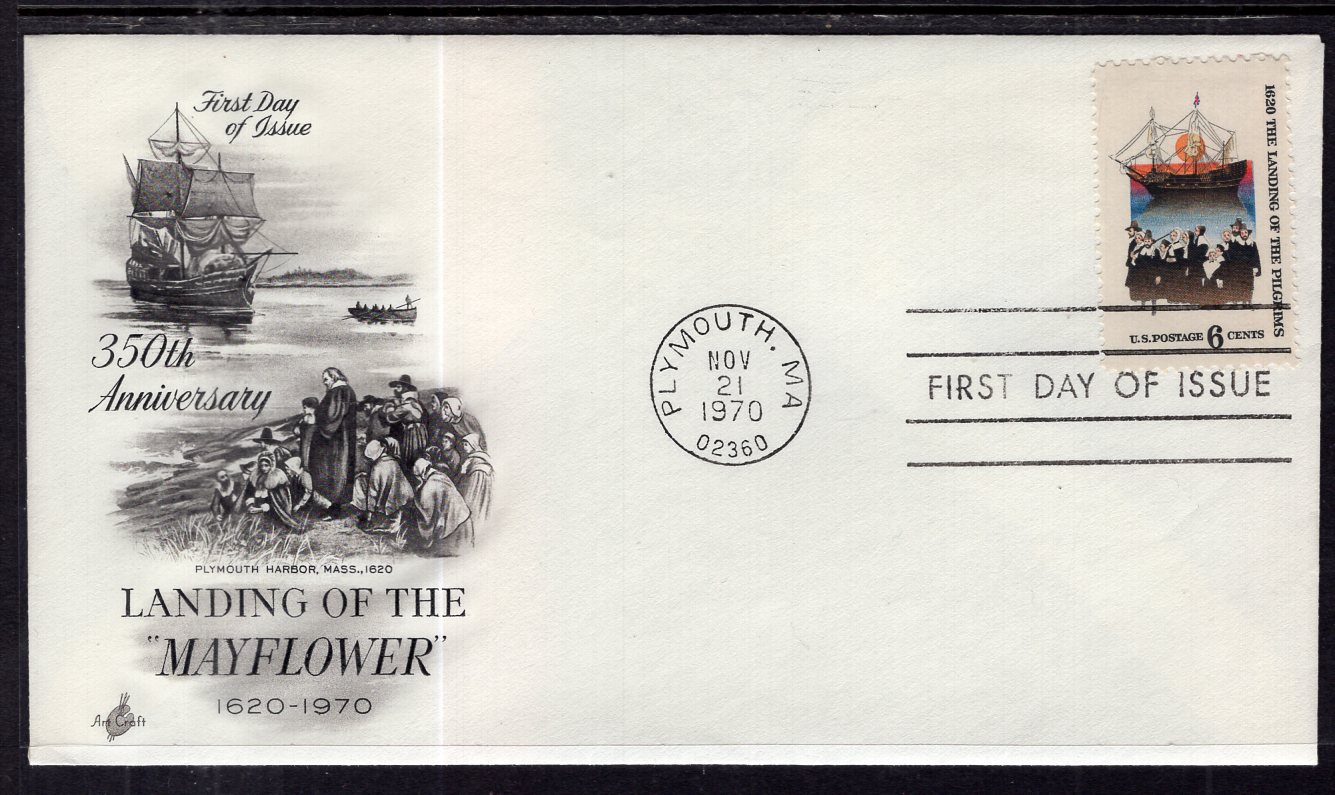 First Day
of Issue
350th
Anniversary
PLYMOUTH HARBOR, MASS., 1620
LANDING OF THE
"MAYFLOWER"
1620-1970
Art Craft
PLYMOUTH, MA
NOV
21
1970
02360
1620 THE LANDING OF THE PILGRIMS
U.S. POSTAGE 6 CENTS
FIRST DAY OF ISSUE